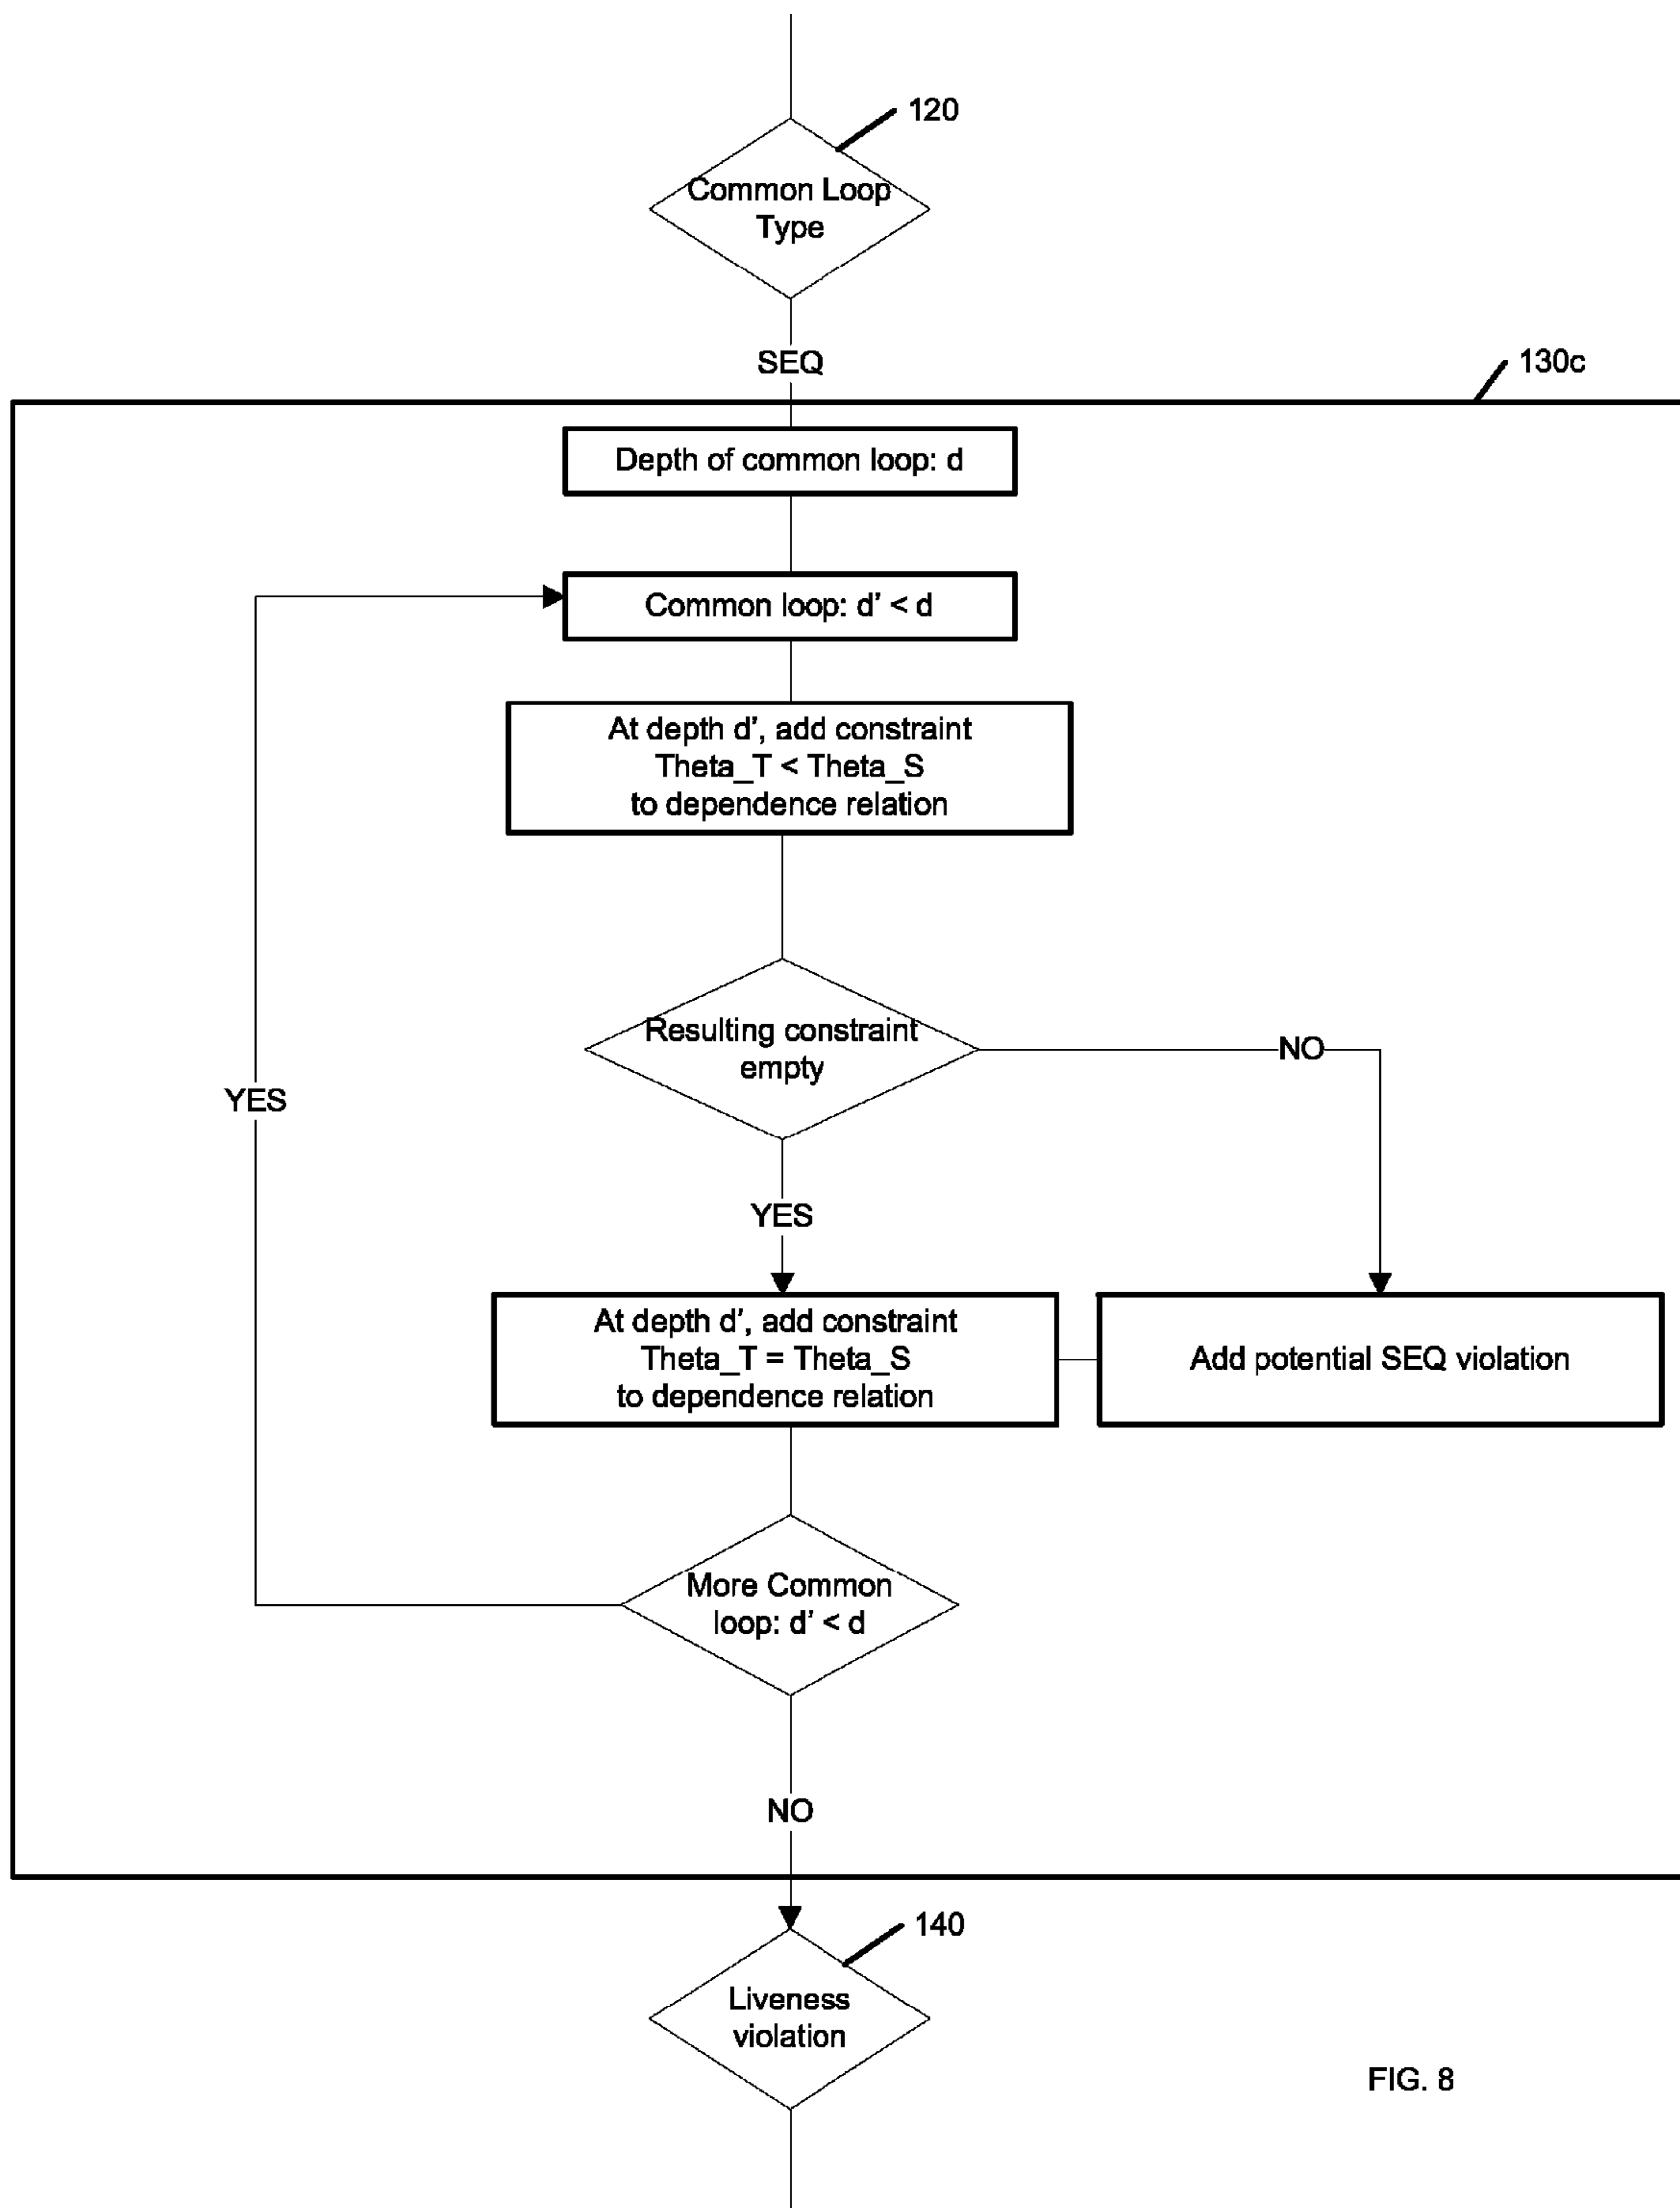 120
Common Loop
Type
SEQ
130c
Depth of common loop: d
Common loop: d' < d
At depth d', add constraint
Theta_T < Theta_S
to dependence relation
Resulting constraint
empty
NO
YES
YES
At depth d', add constraint
Theta_T = Theta_S
to dependence relation
Add potential SEQ violation
More Common
loop: d' < d
NO
140
Liveness
violation
FIG. 8